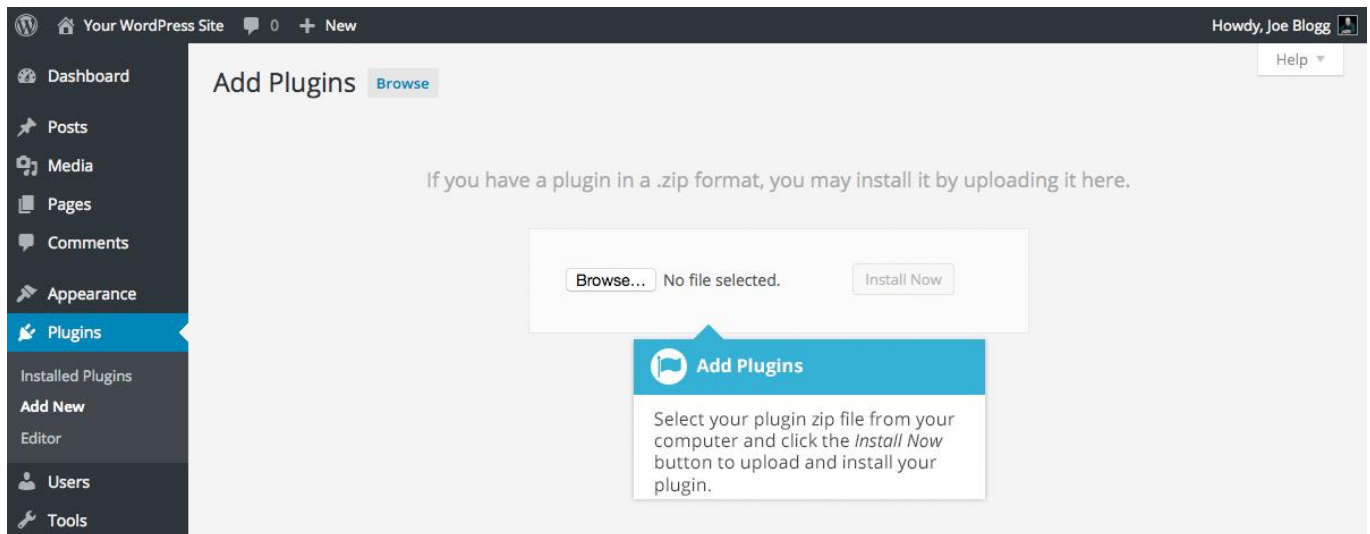 Your WordPress Site 0 + New Howdy, Joe Blogg
Help
Dashboard
Posts
Media
Pages
Comments
Appearance
Plugins
Installed Plugins
Add New
Editor
Users
Tools
Add Plugins Browse
If you have a plugin in a .zip format, you may install it by uploading it here.
Browse... No file selected. Install Now
Add Plugins
Select your plugin zip file from your
computer and click the Install Now
button to upload and install your
plugin.